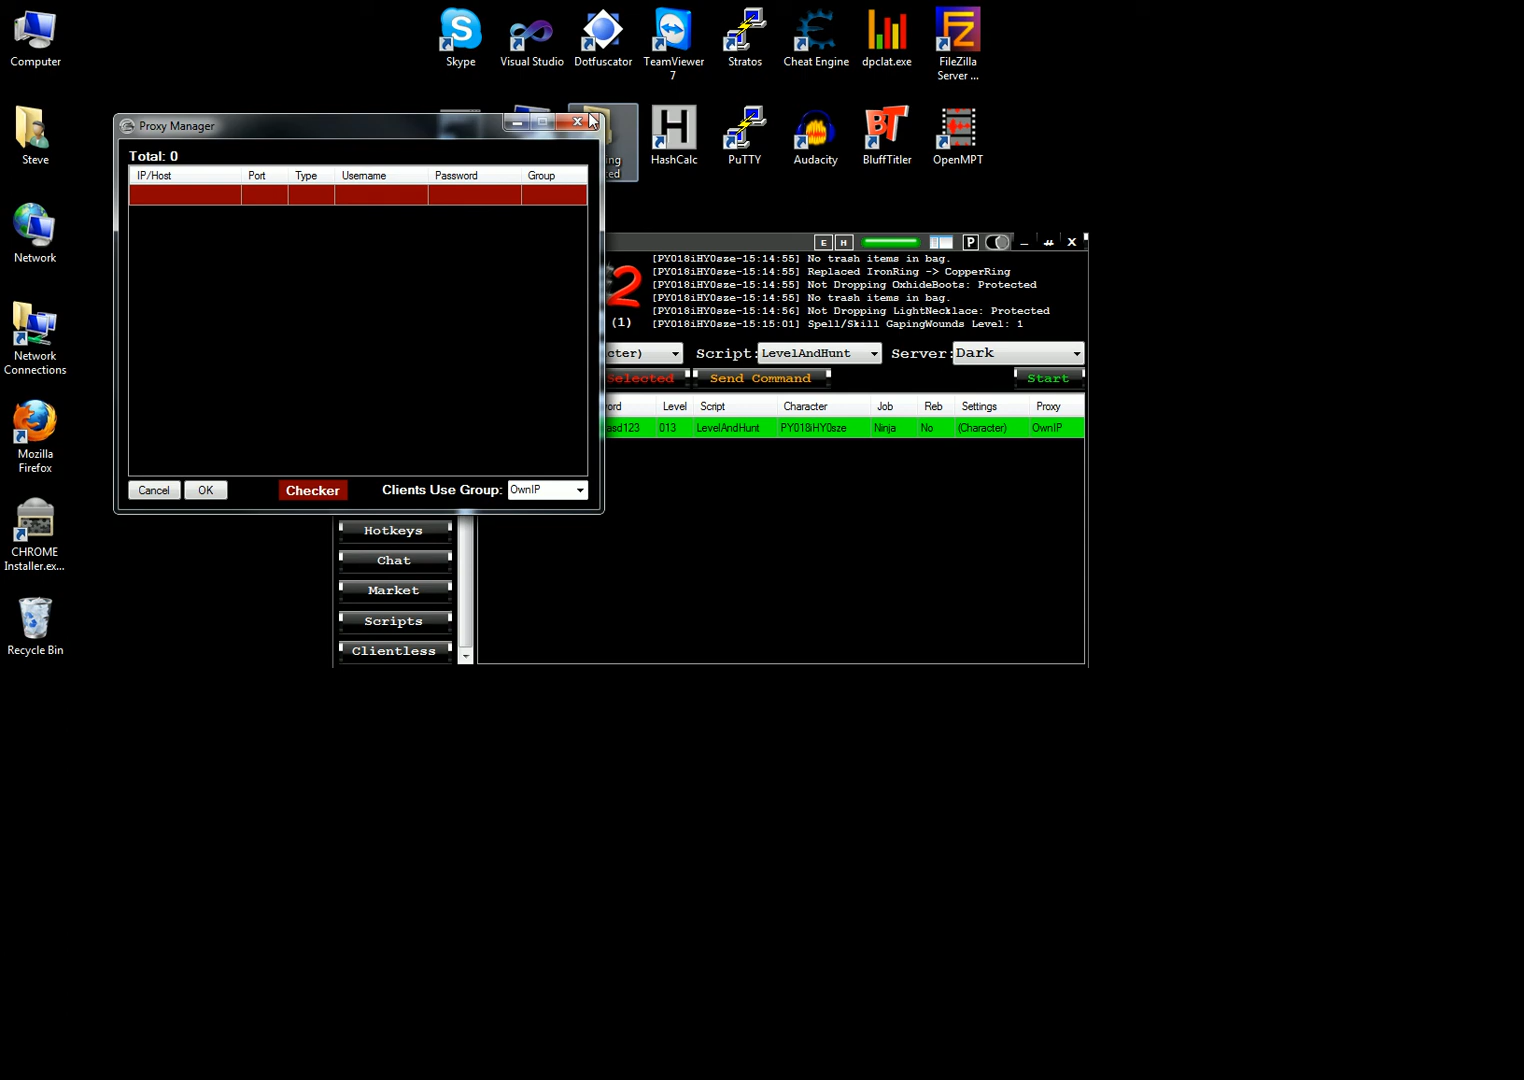 Computer
Skype
Visual Studio
Dotfuscator
TeamViewer
7
Stratos
Cheat Engine
dpclat.exe
FileZilla
Server ...
Steve
HashCalc
PuTTY
Audacity
BluffTitler
OpenMPT
Network
Network
Connections
Mozilla
Firefox
CHROME
Installer.ex...
Recycle Bin
Proxy Manager
Total: 0
IP/Host Port Type Username Password Group
Cancel OK Checker Clients Use Group: OwnIP
E H P X
2
(1)
[PY018iHY0sze-15:14:55] No trash items in bag.
[PY018iHY0sze-15:14:55] Replaced IronRing -> CopperRing
[PY018iHY0sze-15:14:55] Not Dropping OxhideBoots: Protected
[PY018iHY0sze-15:14:55] No trash items in bag.
[PY018iHY0sze-15:14:56] Not Dropping LightNecklace: Protected
[PY018iHY0sze-15:15:01] Spell/Skill GapingWounds Level: 1
cter) Script: LevelAndHunt Server: Dark
Selected Send Command Start
ord Level Script Character Job Reb Settings Proxy
asd123 013 LevelAndHunt PY018iHY0sze Ninja No (Character) OwnIP
Hotkeys
Chat
Market
Scripts
Clientless